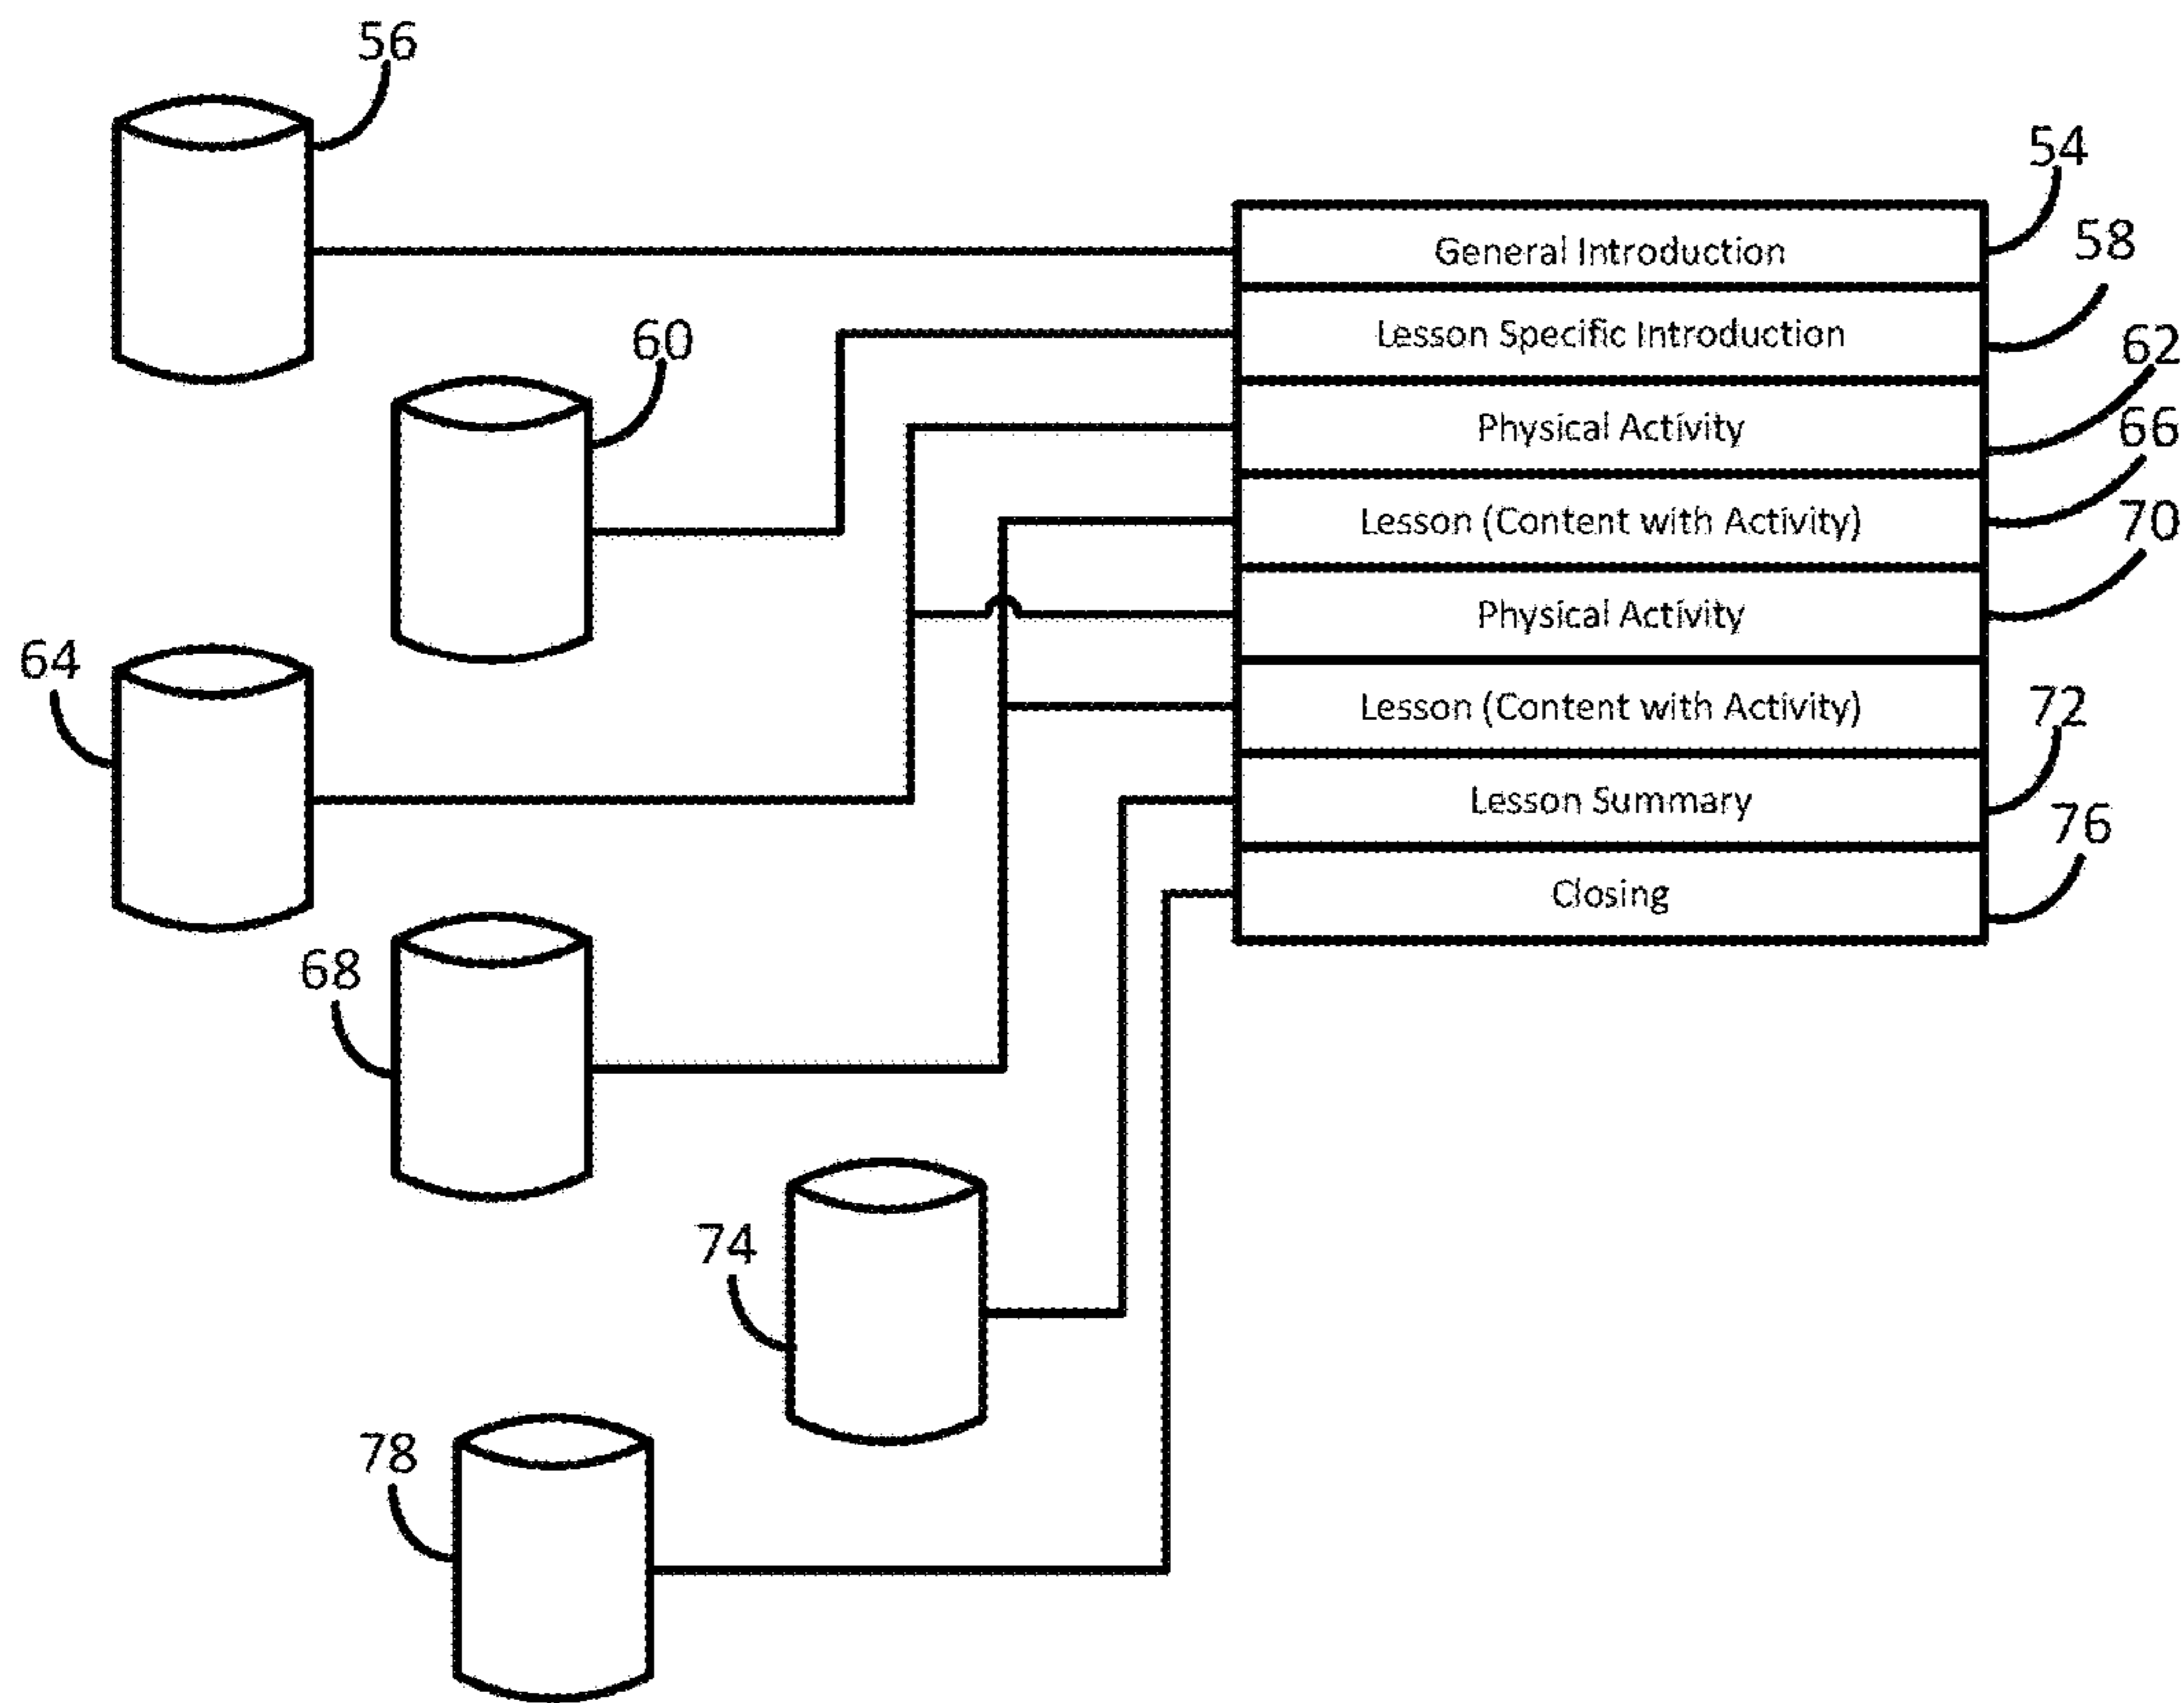 56
54
General Introduction
58
Lesson Specific Introduction
60
62
Physical Activity
66
Lesson (Content with Activity)
70
Physical Activity
64
Lesson (Content with Activity)
72
Lesson Summary
76
Closing
68
74
78